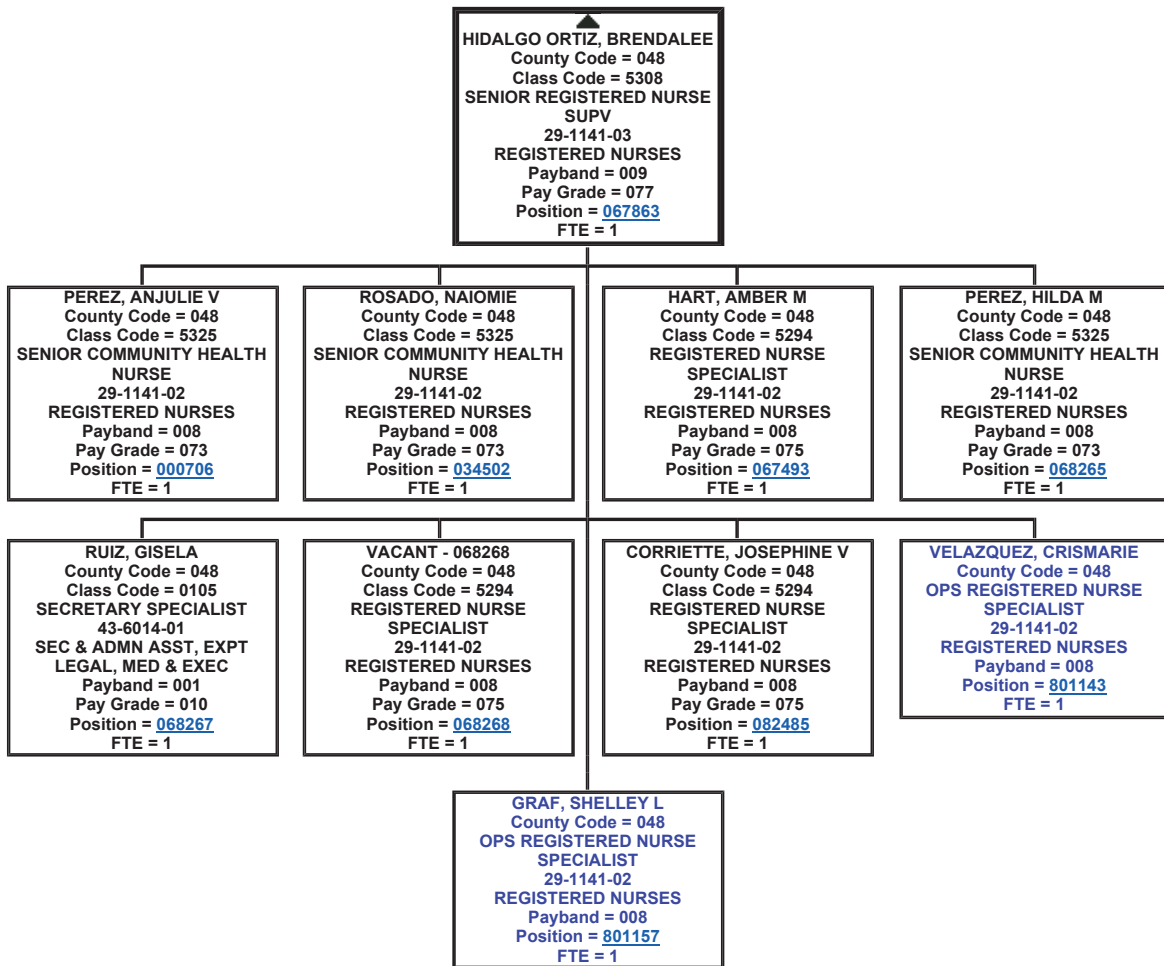 HIDALGO ORTIZ, BRENDALEE
County Code = 048
Class Code = 5308
SENIOR REGISTERED NURSE
SUPV
29-1141-03
REGISTERED NURSES
Payband = 009
Pay Grade = 077
Position = 067863
FTE = 1
PEREZ, ANJULIE V
County Code = 048
Class Code = 5325
SENIOR COMMUNITY HEALTH
NURSE
29-1141-02
REGISTERED NURSES
Payband = 008
Pay Grade = 073
Position = 000706
FTE = 1
ROSADO, NAIOMIE
County Code = 048
Class Code = 5325
SENIOR COMMUNITY HEALTH
NURSE
29-1141-02
REGISTERED NURSES
Payband = 008
Pay Grade = 073
Position = 034502
FTE = 1
HART, AMBER M
County Code = 048
Class Code = 5294
REGISTERED NURSE
SPECIALIST
29-1141-02
REGISTERED NURSES
Payband = 008
Pay Grade = 075
Position = 067493
FTE = 1
PEREZ, HILDA M
County Code = 048
Class Code = 5325
SENIOR COMMUNITY HEALTH
NURSE
29-1141-02
REGISTERED NURSES
Payband = 008
Pay Grade = 073
Position = 068265
FTE = 1
RUIZ, GISELA
County Code = 048
Class Code = 0105
SECRETARY SPECIALIST
43-6014-01
SEC & ADMN ASST, EXPT
LEGAL, MED & EXEC
Payband = 001
Pay Grade = 010
Position = 068267
FTE = 1
VACANT - 068268
County Code = 048
Class Code = 5294
REGISTERED NURSE
SPECIALIST
29-1141-02
REGISTERED NURSES
Payband = 008
Pay Grade = 075
Position = 068268
FTE = 1
CORRIETTE, JOSEPHINE V
County Code = 048
Class Code = 5294
REGISTERED NURSE
SPECIALIST
29-1141-02
REGISTERED NURSES
Payband = 008
Pay Grade = 075
Position = 082485
FTE = 1
VELAZQUEZ, CRISMARIE
County Code = 048
OPS REGISTERED NURSE
SPECIALIST
29-1141-02
REGISTERED NURSES
Payband = 008
Position = 801143
FTE = 1
GRAF, SHELLEY L
County Code = 048
OPS REGISTERED NURSE
SPECIALIST
29-1141-02
REGISTERED NURSES
Payband = 008
Position = 801157
FTE = 1